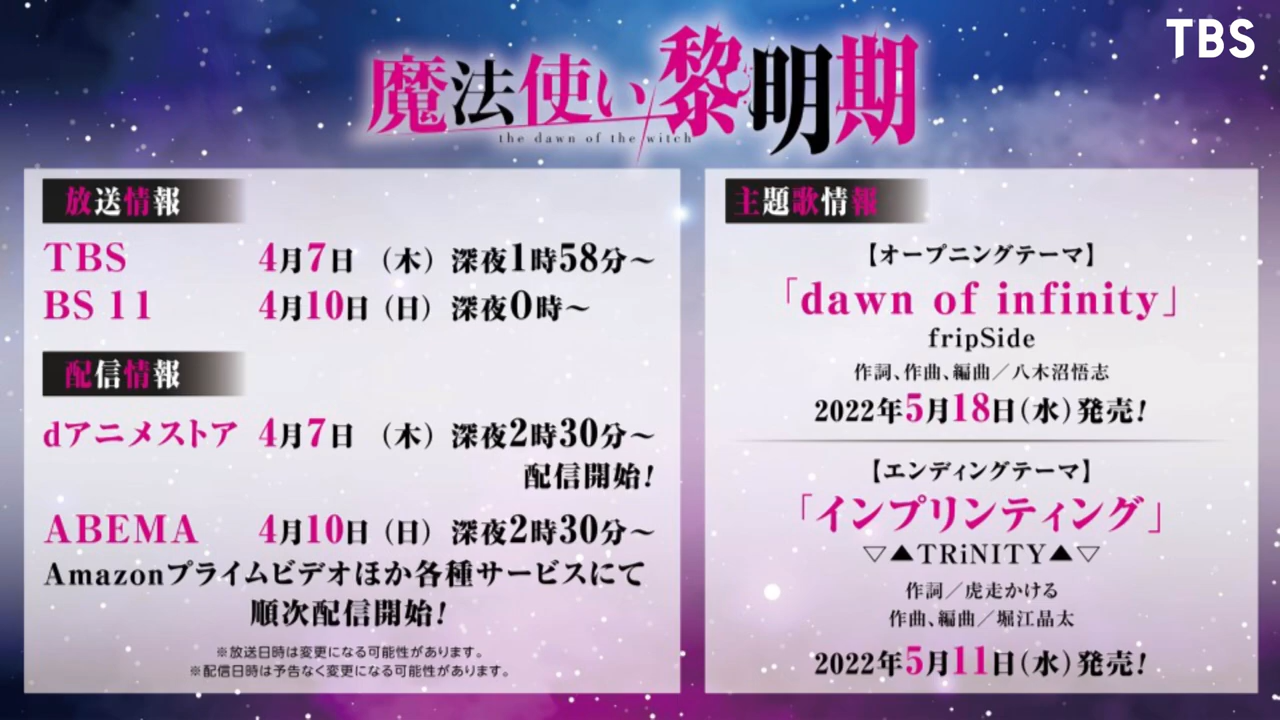 TBS
魔法使い黎明期
the dawn of the witch
放送情報
TBS 4月7日 （木）深夜1時58分～
BS 11 4月10日（日）深夜0時～
配信情報
dアニメストア 4月7日 （木）深夜2時30分～
配信開始!
ABEMA 4月10日（日）深夜2時30分～
Amazonプライムビデオほか各種サービスにて
順次配信開始!
※放送日時は変更になる可能性があります。
※配信日時は予告なく変更になる可能性があります。
主題歌情報
【オープニングテーマ】
「dawn of infinity」
fripSide
作詞、作曲、編曲／八木沼悟志
2022年5月18日（水）発売!
【エンディングテーマ】
「インプリンティング」
▽▲TRiNITY▲▽
作詞／虎走かける
作曲、編曲／堀江晶太
2022年5月11日（水）発売!